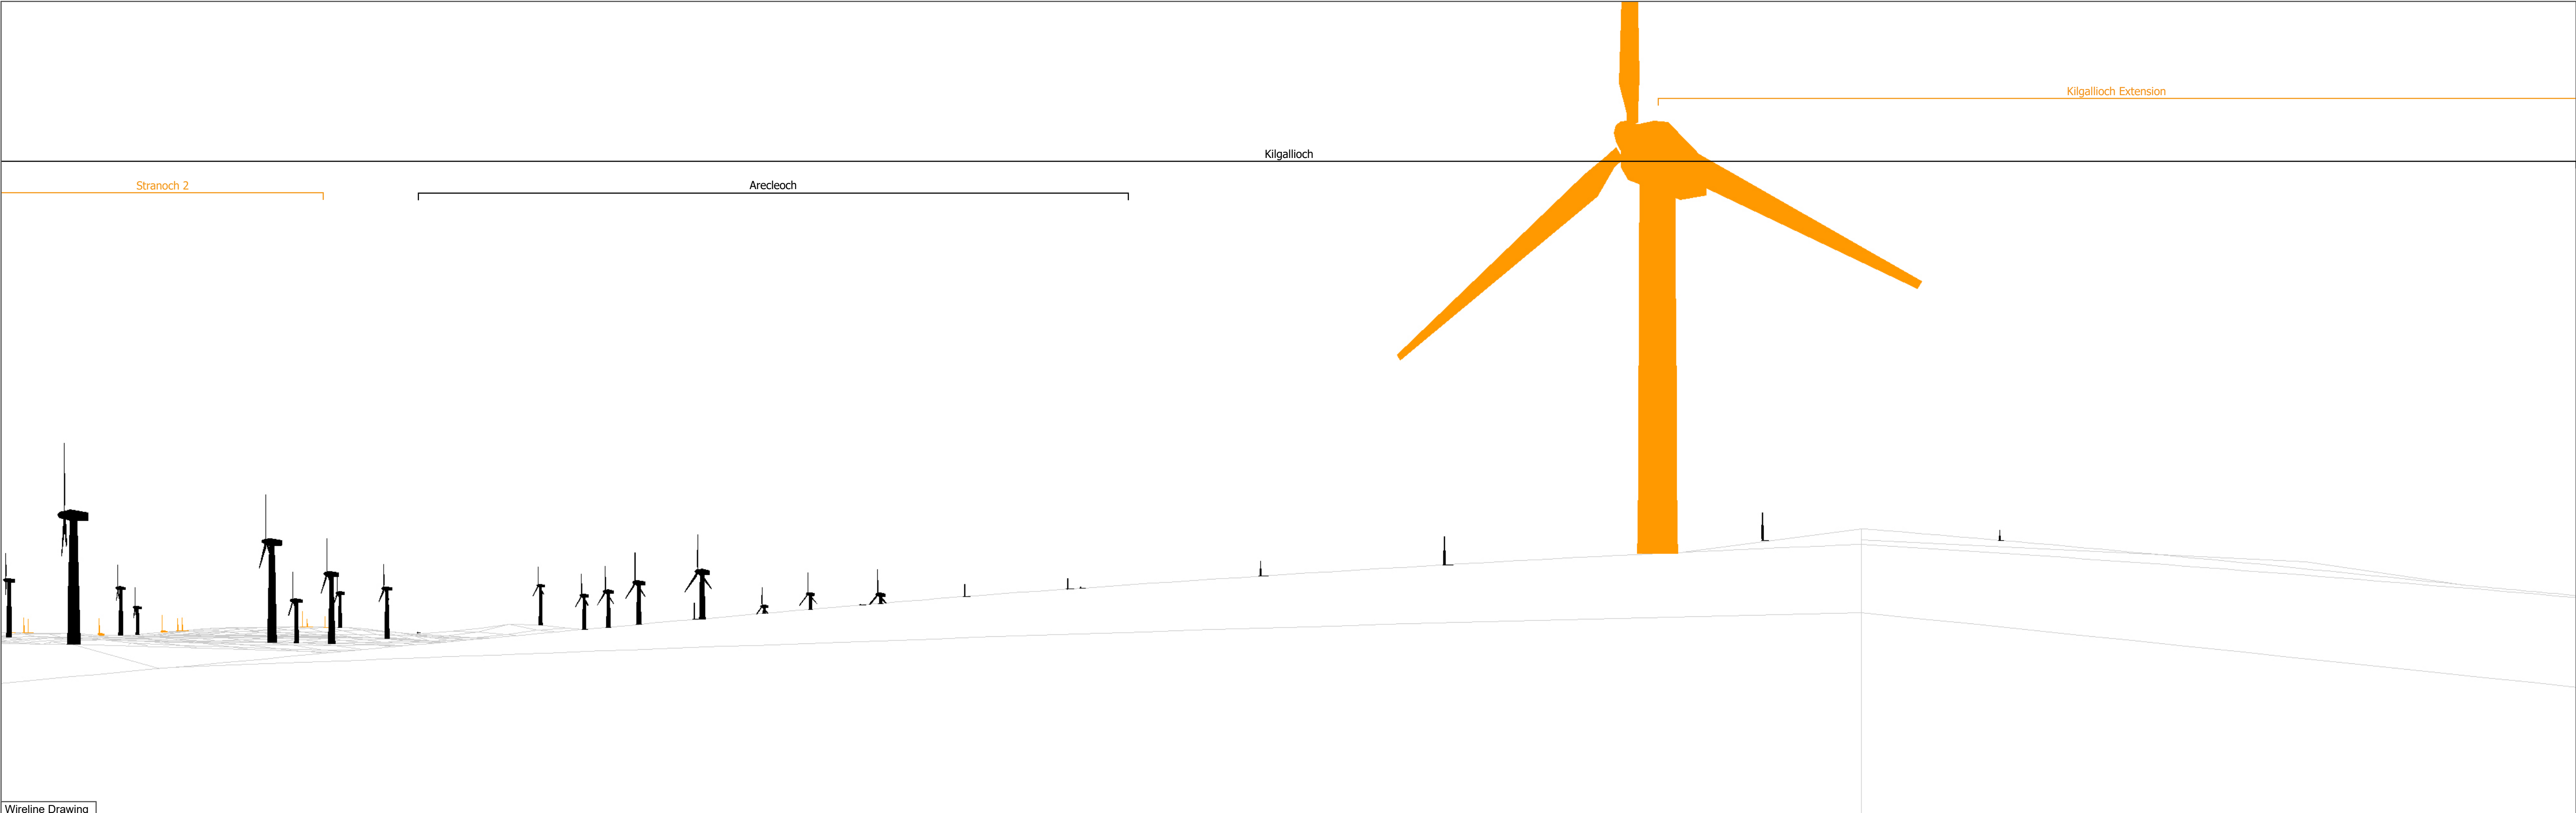 Kilgallioch Extension
Kilgallioch
Stranoch 2
Arecleoch
Wireline Drawing